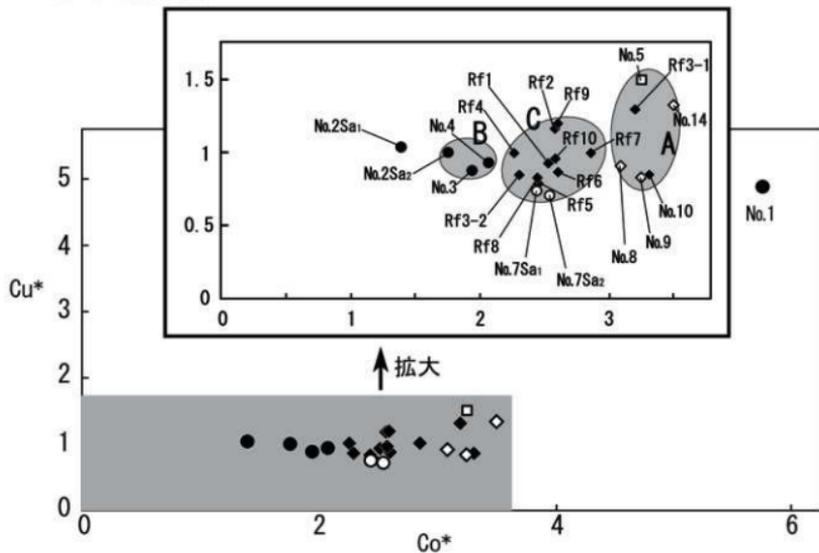 1.5
1
0.5
0
0
1
2
3
No.2Sa1
No.2Sa2
No.4
No.3
B
Rf1
Rf4
C
Rf2
Rf9
Rf10
Rf7
Rf6
Rf5
Rf3-2
Rf8
No.7Sa1
No.7Sa2
No.5
Rf3-1
No.14
A
No.10
No.9
No.8
No.1
拡大
Cu*
5
4
3
2
1
0
0
2
4
6
Co*